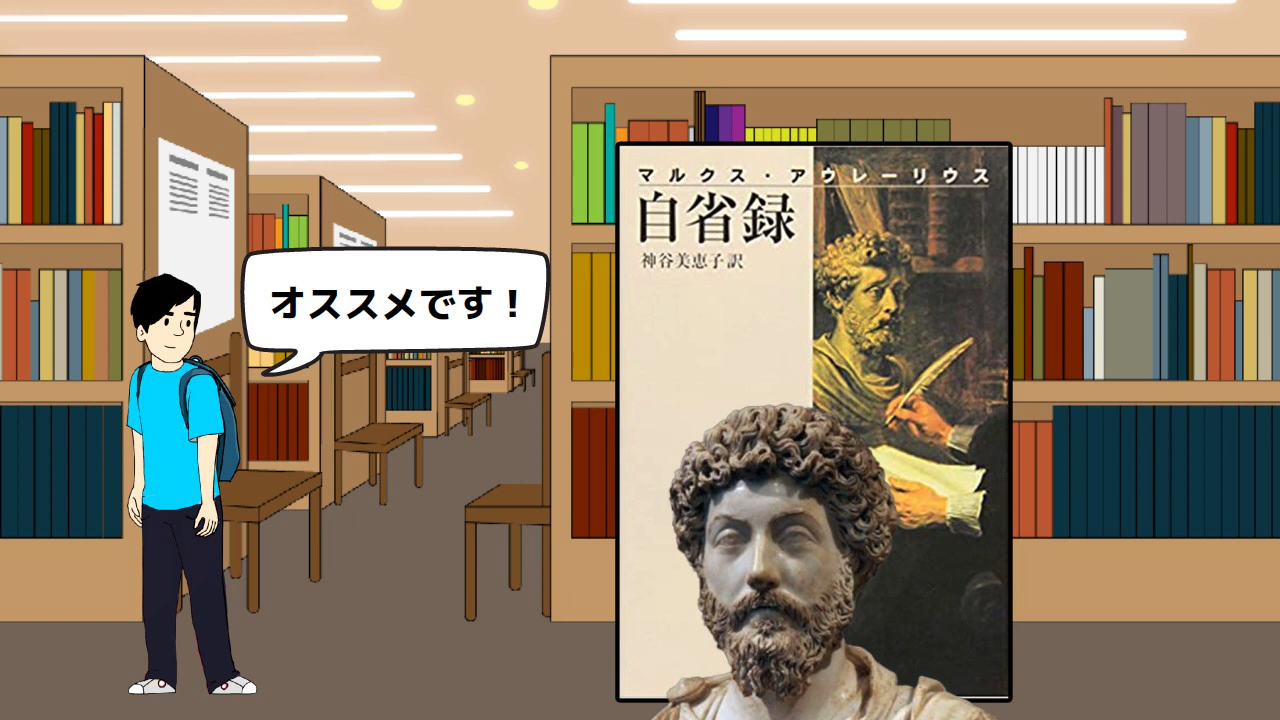 オススメです！
マルクス・アウレーリウス
自省録
神谷美恵子訳